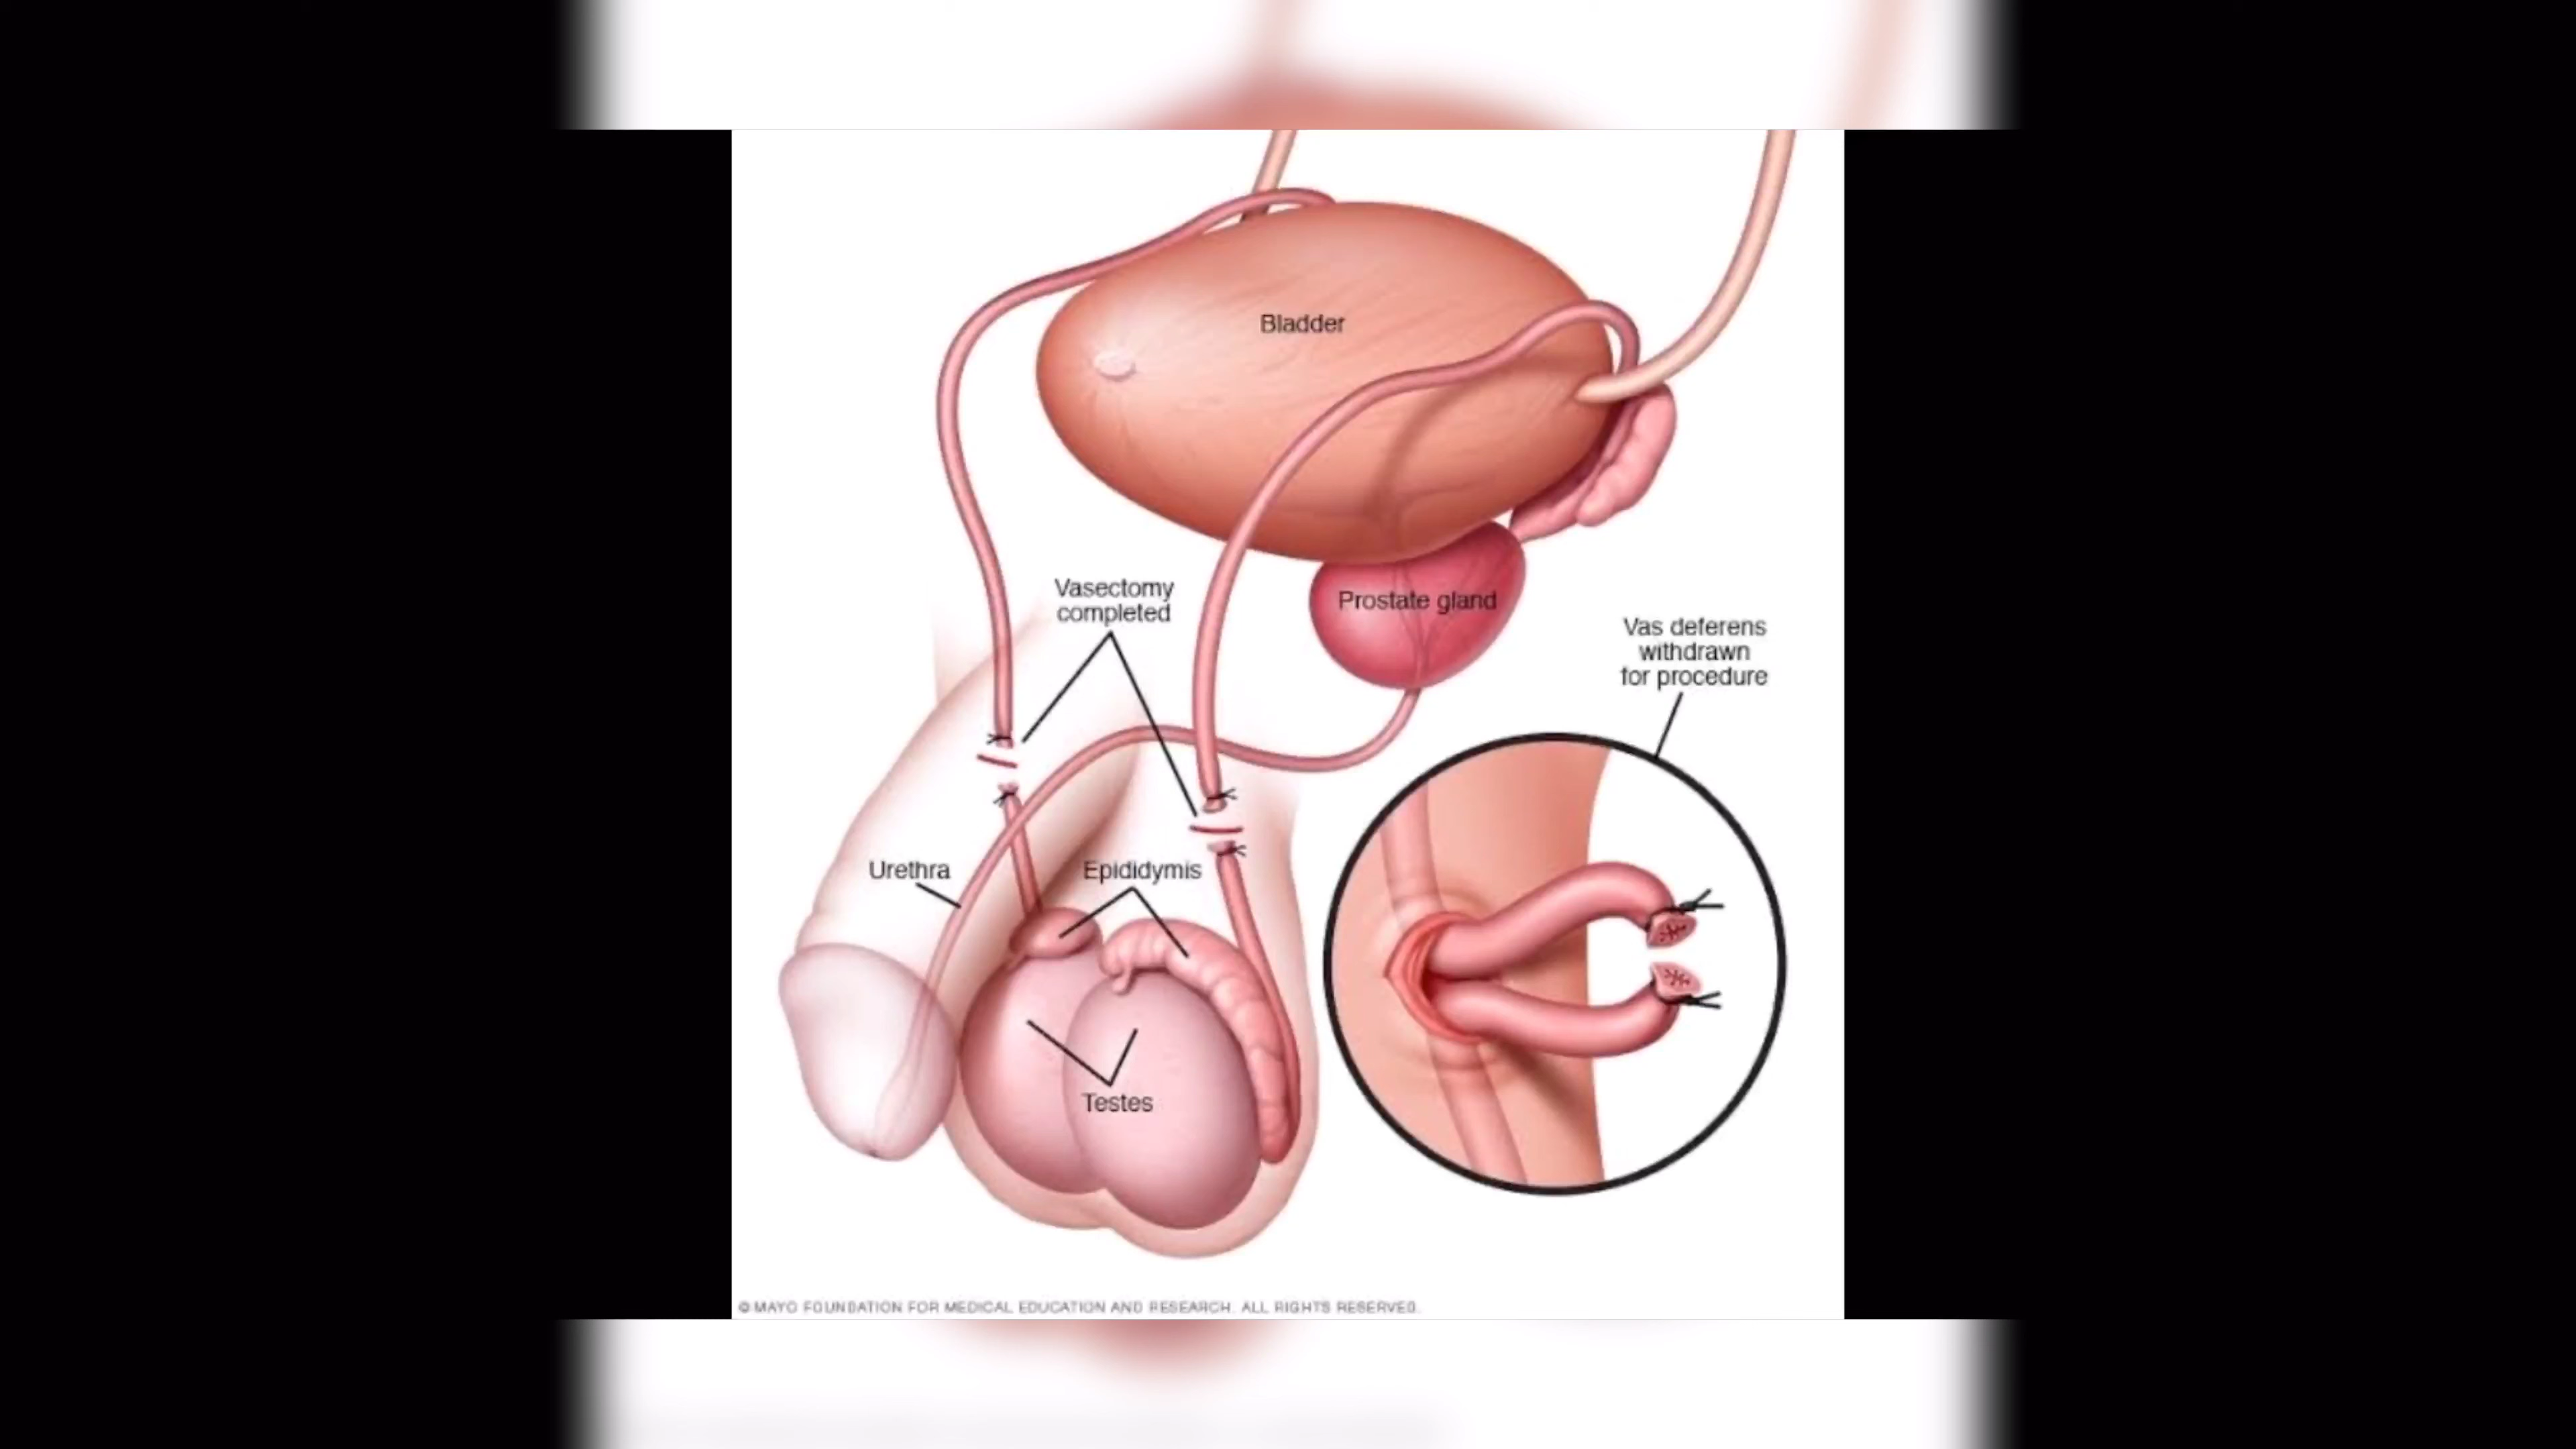 Bladder
Vasectomy
completed
Prostate gland
Vas deferens
withdrawn
for procedure
Urethra
Epididymis
Testes
© MAYO FOUNDATION FOR MEDICAL EDUCATION AND RESEARCH. ALL RIGHTS RESERVED.